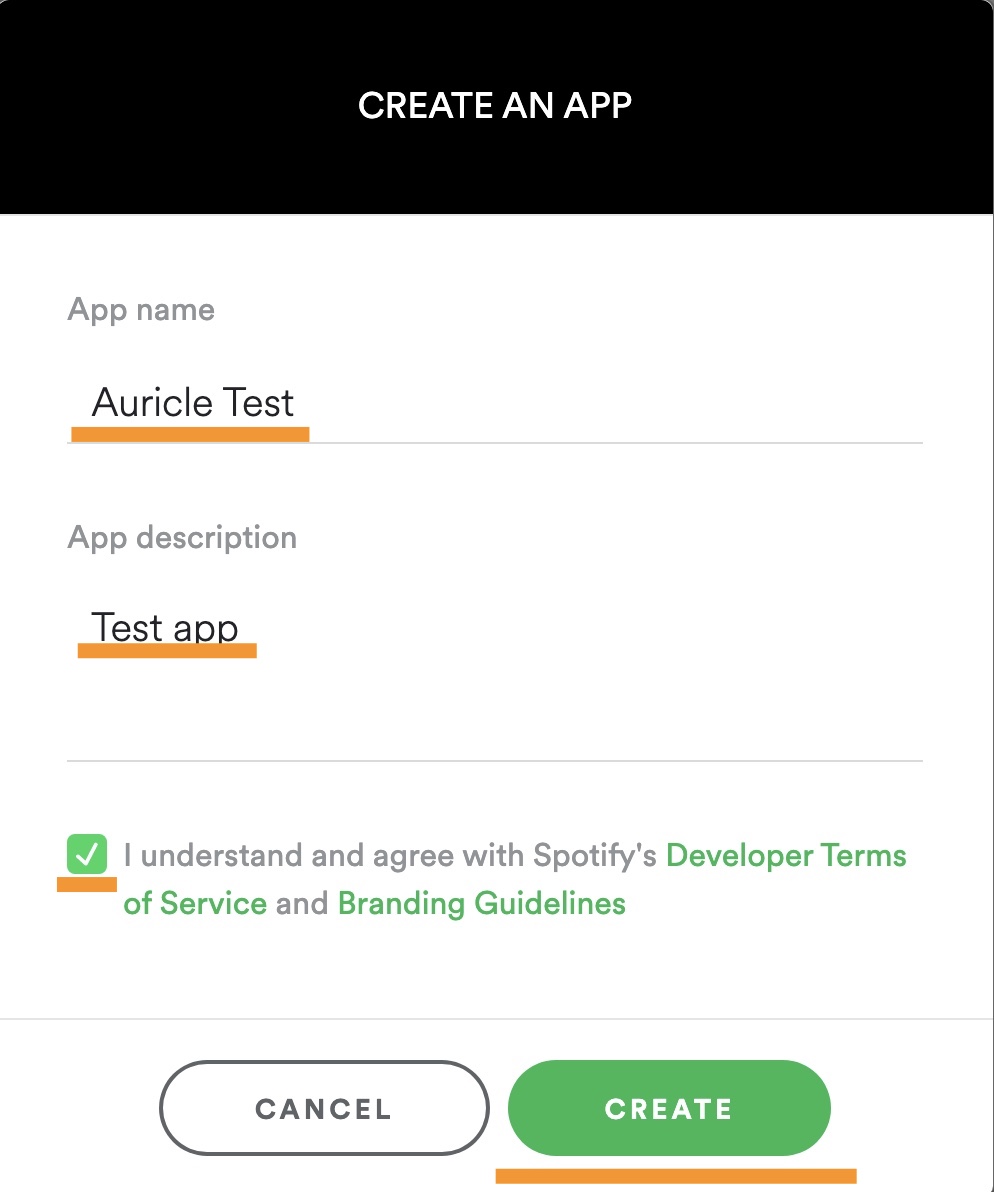 CREATE AN APP
App name
Auricle Test
App description
Test app
I understand and agree with Spotify's Developer Terms
of Service and Branding Guidelines
CANCEL
CREATE